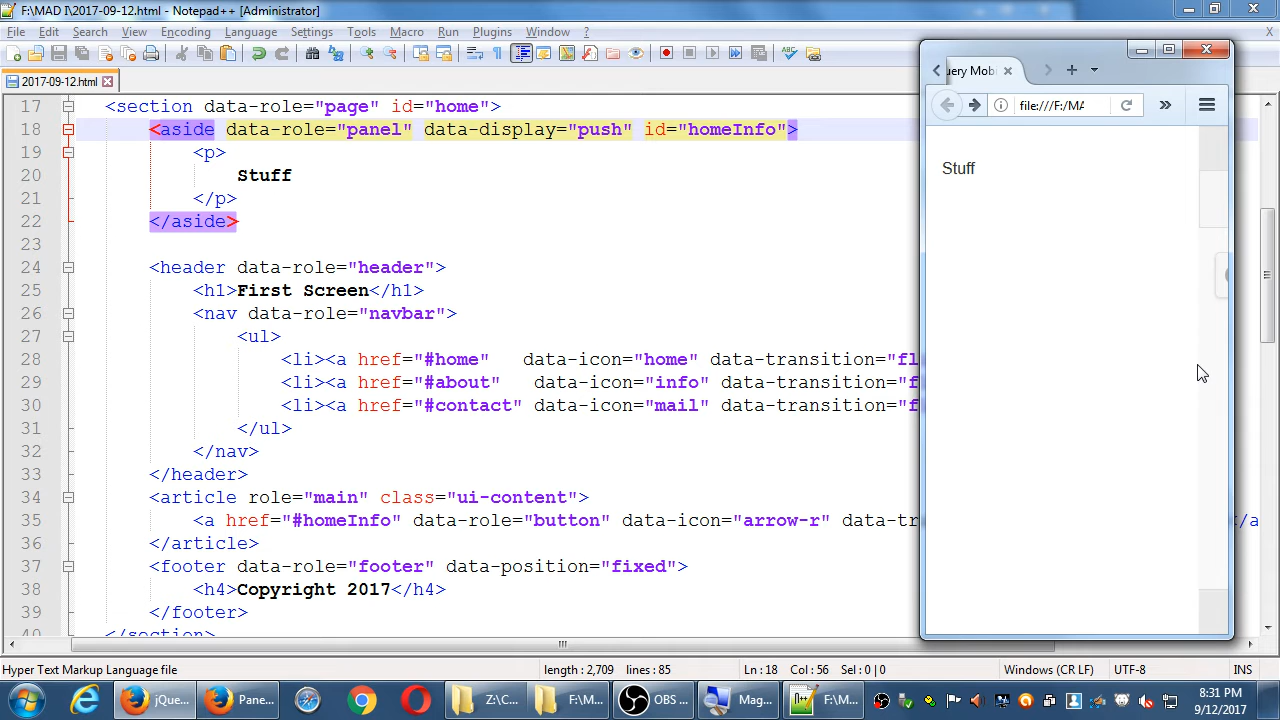 F:\MAD I\2017-09-12.html - Notepad++ [Administrator]
File Edit Search View Encoding Language Settings Tools Macro Run Plugins Window ? X
2017-09-12.html
17 <section data-role="page" id="home">
18 <aside data-role="panel" data-display="push" id="homeInfo">
19 <p>
20 Stuff
21 </p>
22 </aside>
23
24 <header data-role="header">
25 <h1>First Screen</h1>
26 <nav data-role="navbar">
27 <ul>
28 <li><a href="#home" data-icon="home" data-transition="fl
29 <li><a href="#about" data-icon="info" data-transition="f
30 <li><a href="#contact" data-icon="mail" data-transition="f
31 </ul>
32 </nav>
33 </header>
34 <article role="main" class="ui-content">
35 <a href="#homeInfo" data-role="button" data-icon="arrow-r" data-tr </a
36 </article>
37 <footer data-role="footer" data-position="fixed">
38 <h4>Copyright 2017</h4>
39 </footer>
40 </section>
Hyper Text Markup Language file length : 2,709 lines : 85 Ln : 18 Col : 56 Sel : 0 | 0 Windows (CR LF) UTF-8 INS
query Mobi
file:///F:/MA
Stuff
jQue... Pane... Z:\C... F:\M... OBS ... Mag... F:\M...
8:31 PM
9/12/2017